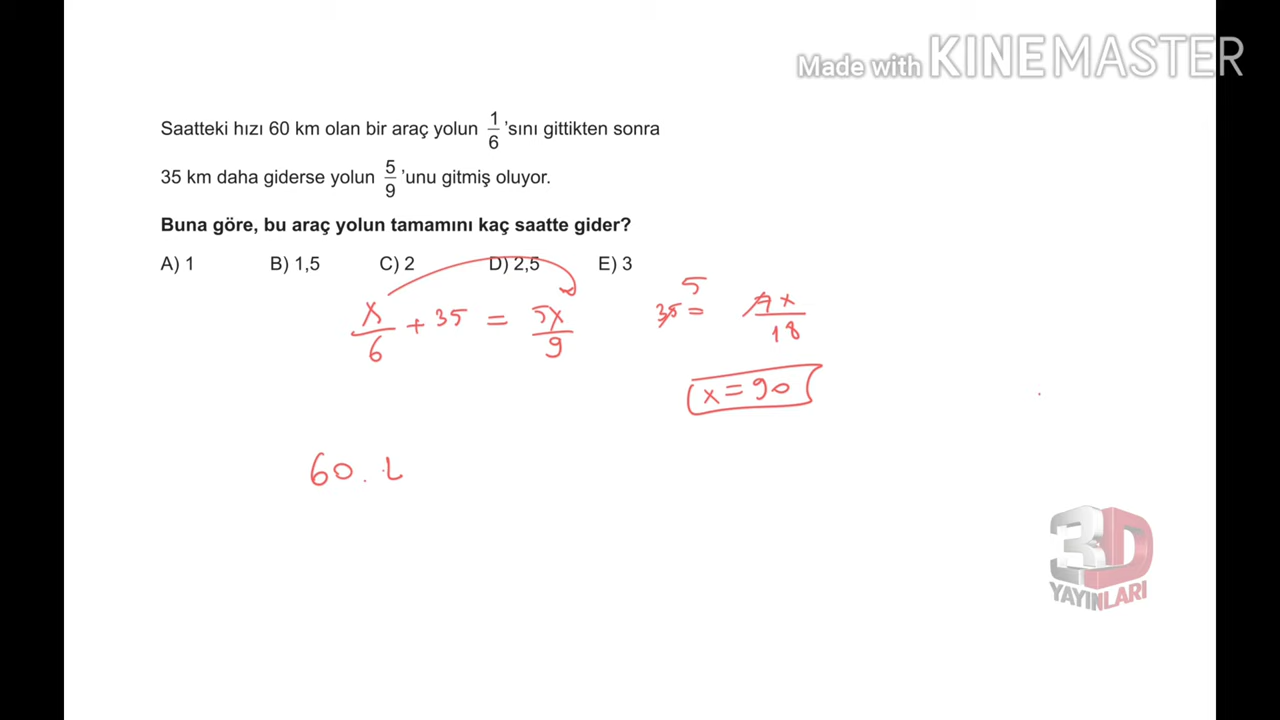 Made with KINEMASTER
Saatteki hızı 60 km olan bir araç yolun 1/6 'sını gittikten sonra
35 km daha giderse yolun 5/9 'unu gitmiş oluyor.
Buna göre, bu araç yolun tamamını kaç saatte gider?
A) 1 B) 1,5 C) 2 D) 2,5 E) 3
x/6 + 35 = 5x/9 35 = 7x/18
5
x = 90
60 .
3D
YAYINLARI